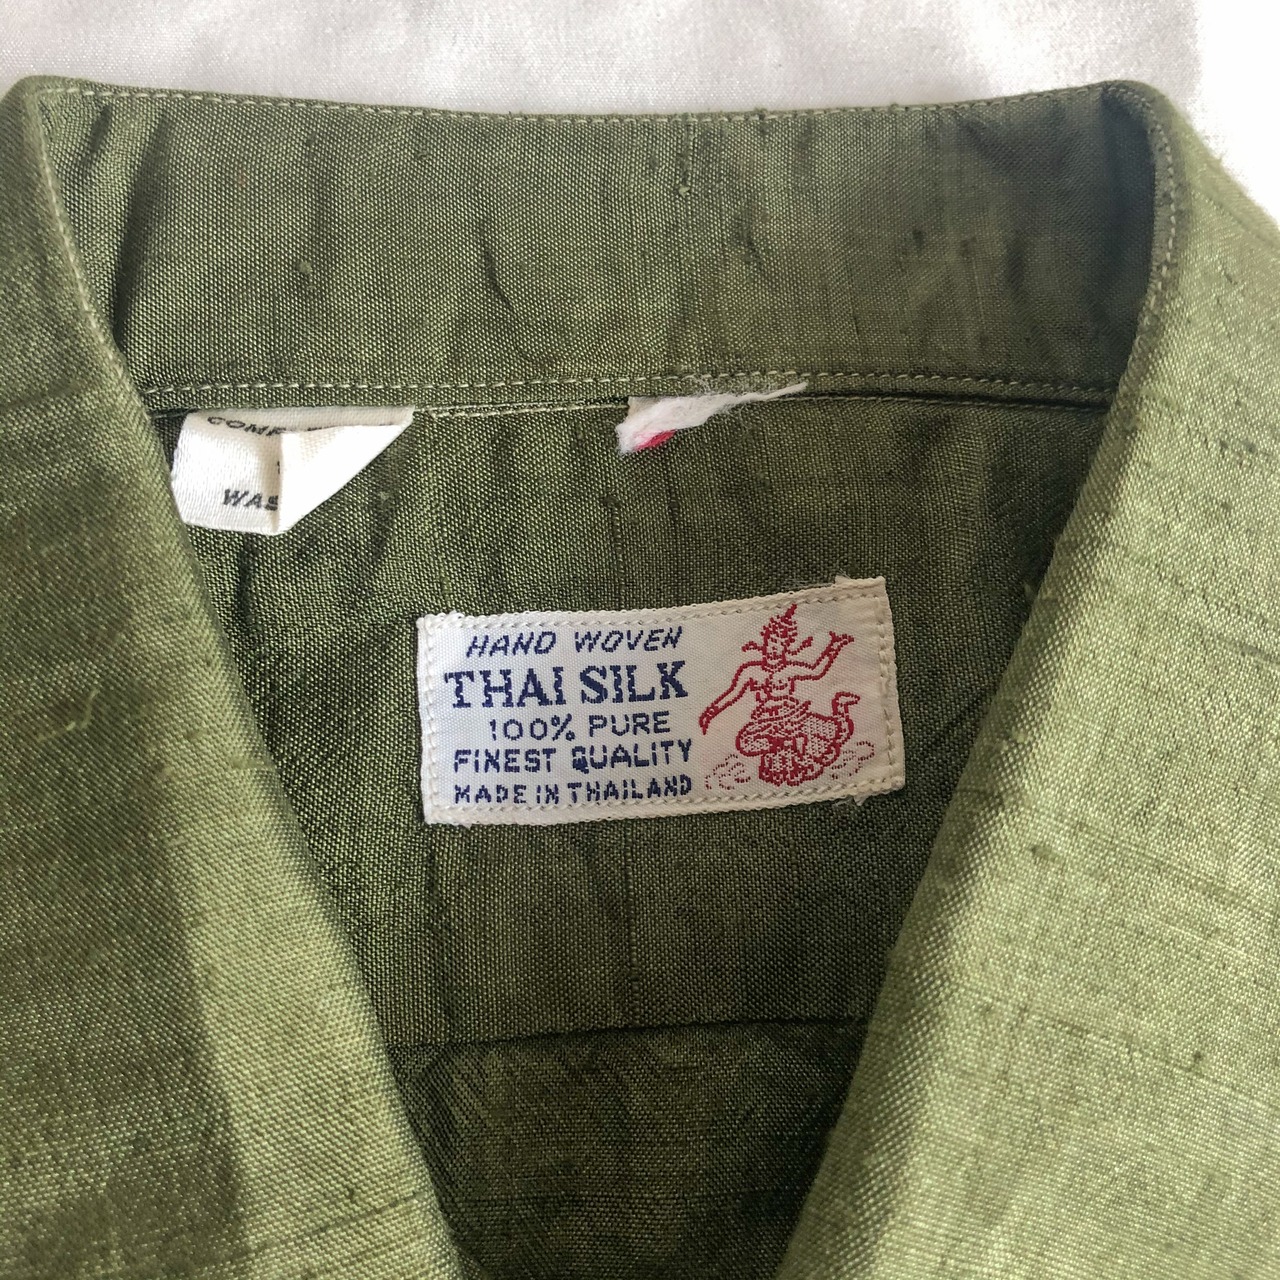 HAND WOVEN
THAI SILK
100% PURE
FINEST QUALITY
MADE IN THAILAND